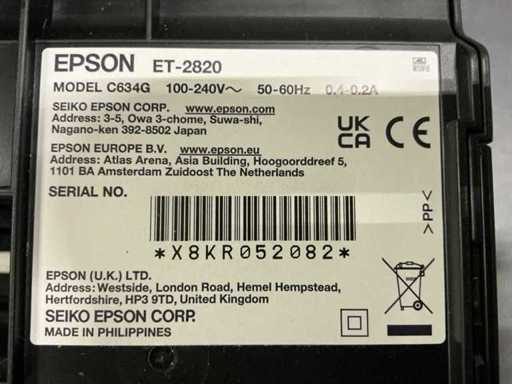 EPSON ET-2820
MODEL C634G 100-240V~ 50-60Hz 0.4-0.2A
SEIKO EPSON CORP. www.epson.com
Address: 3-5, Owa 3-chome, Suwa-shi,
Nagano-ken 392-8502 Japan
EPSON EUROPE B.V. www.epson.eu
Address: Atlas Arena, Asia Building, Hoogoorddreef 5,
1101 BA Amsterdam Zuidoost The Netherlands
UK
CA
CE
SERIAL NO.
*X8KR052082*
>PP<
EPSON (U.K.) LTD.
Address: Westside, London Road, Hemel Hempstead,
Hertfordshire, HP3 9TD, United Kingdom
SEIKO EPSON CORP.
MADE IN PHILIPPINES